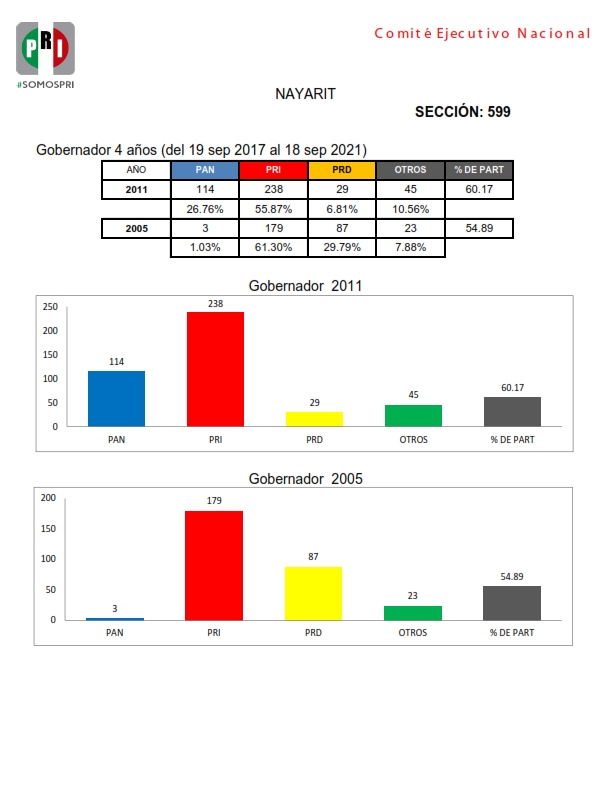 Comité Ejecutivo Nacional
PRI
#SOMOSPRI
NAYARIT
SECCIÓN: 599
Gobernador 4 años (del 19 sep 2017 al 18 sep 2021)
AÑO PAN PRI PRD OTROS % DE PART
2011 114 238 29 45 60.17
26.76% 55.87% 6.81% 10.56%
2005 3 179 87 23 54.89
1.03% 61.30% 29.79% 7.88%
Gobernador 2011
250
200
150
100
50
0
114
238
29
45
60.17
PAN PRI PRD OTROS % DE PART
Gobernador 2005
200
150
100
50
0
3
179
87
23
54.89
PAN PRI PRD OTROS % DE PART